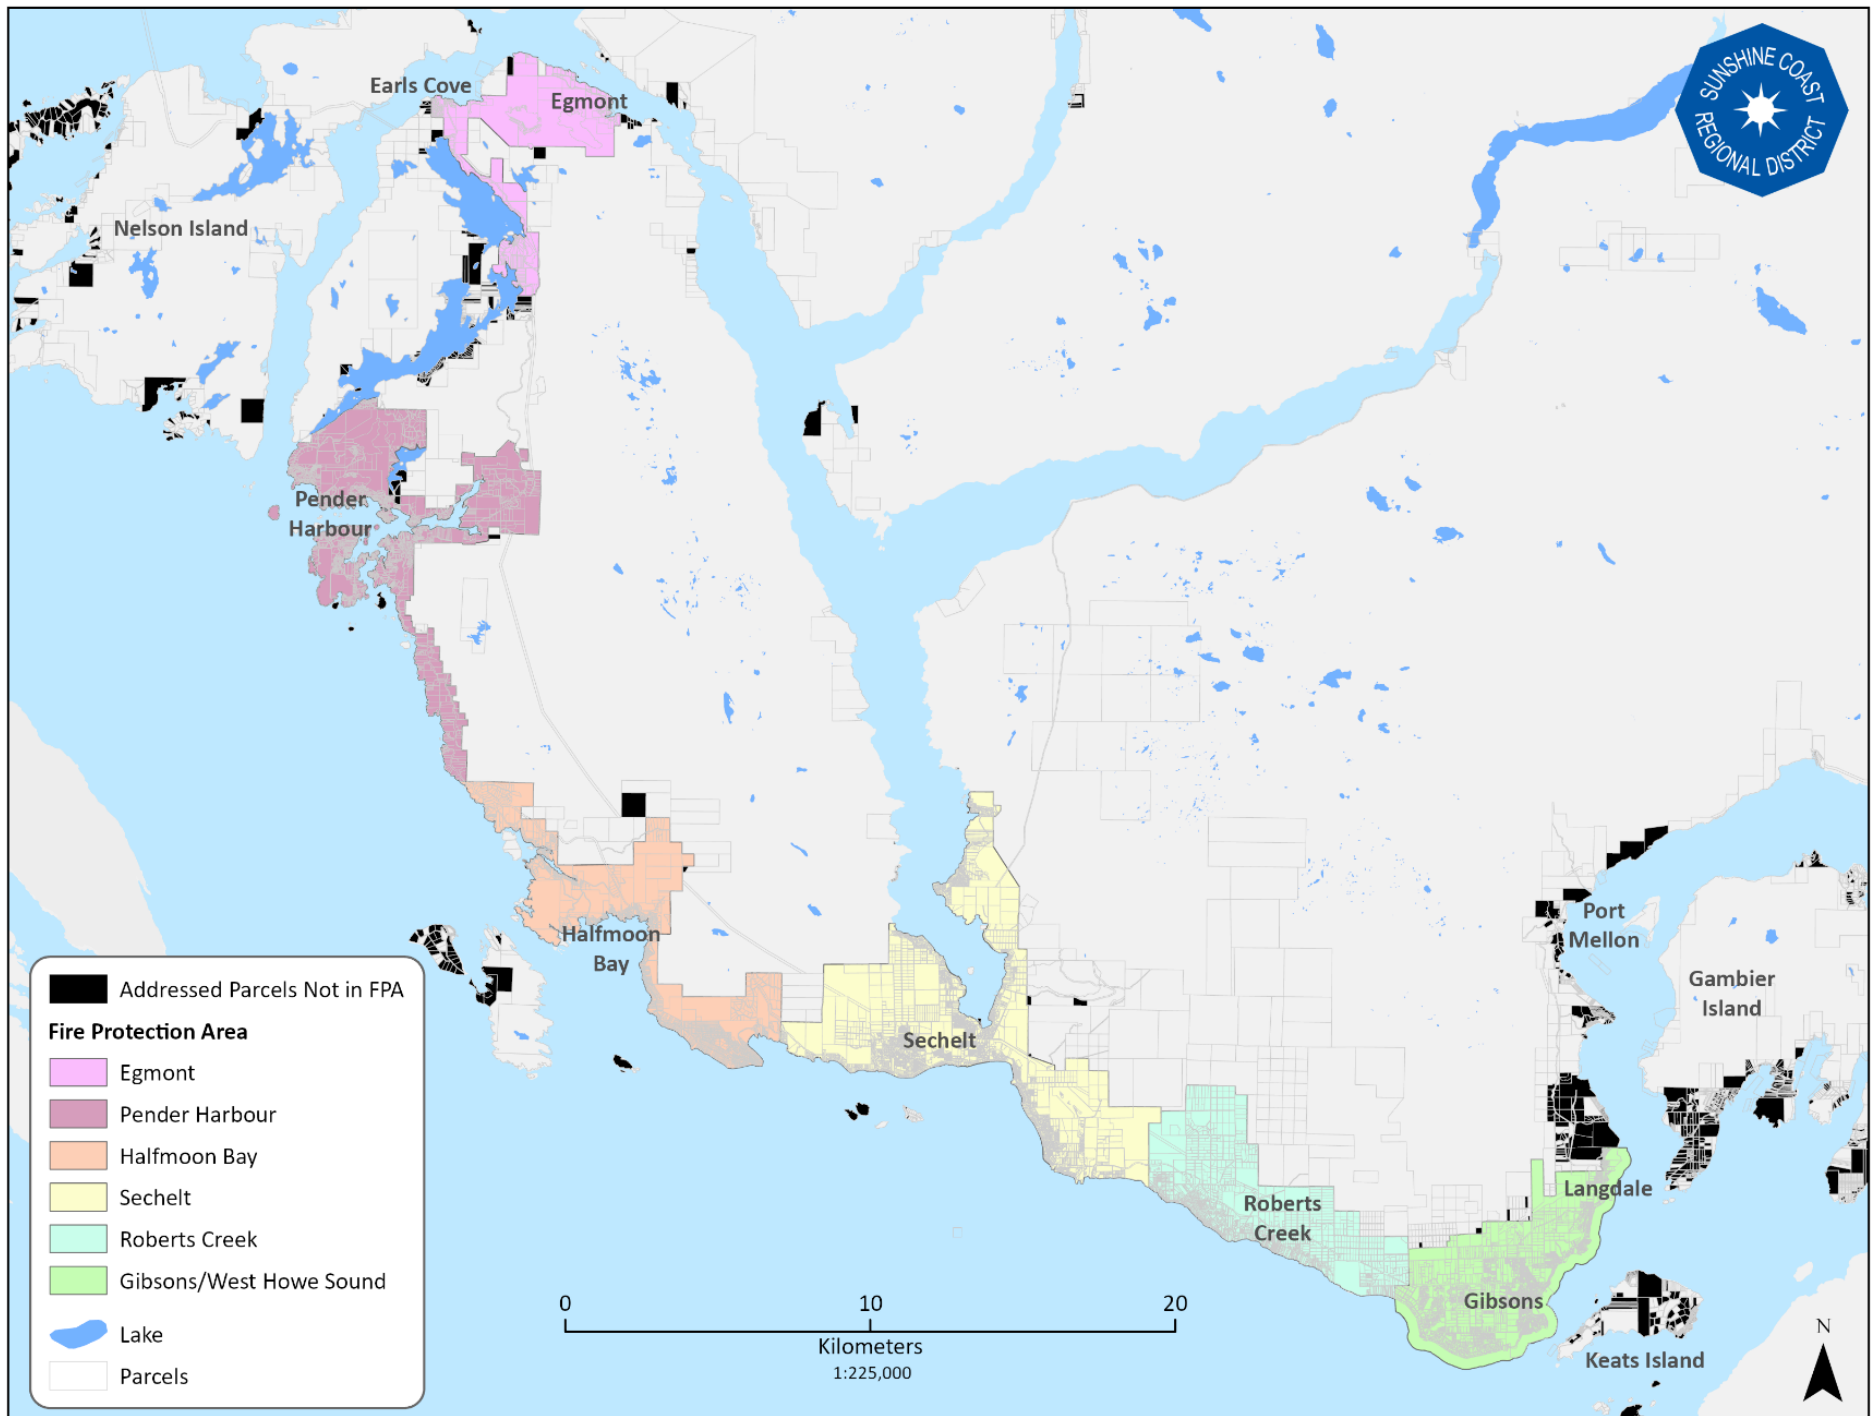 SUNSHINE COAST
REGIONAL DISTRICT
Earls Cove
Egmont
Nelson Island
Pender
Harbour
Halfmoon
Bay
Sechelt
Roberts
Creek
Port
Mellon
Gambier
Island
Langdale
Gibsons
Keats Island
Addressed Parcels Not in FPA
Fire Protection Area
Egmont
Pender Harbour
Halfmoon Bay
Sechelt
Roberts Creek
Gibsons/West Howe Sound
Lake
Parcels
0 10 20
Kilometers
1:225,000
N